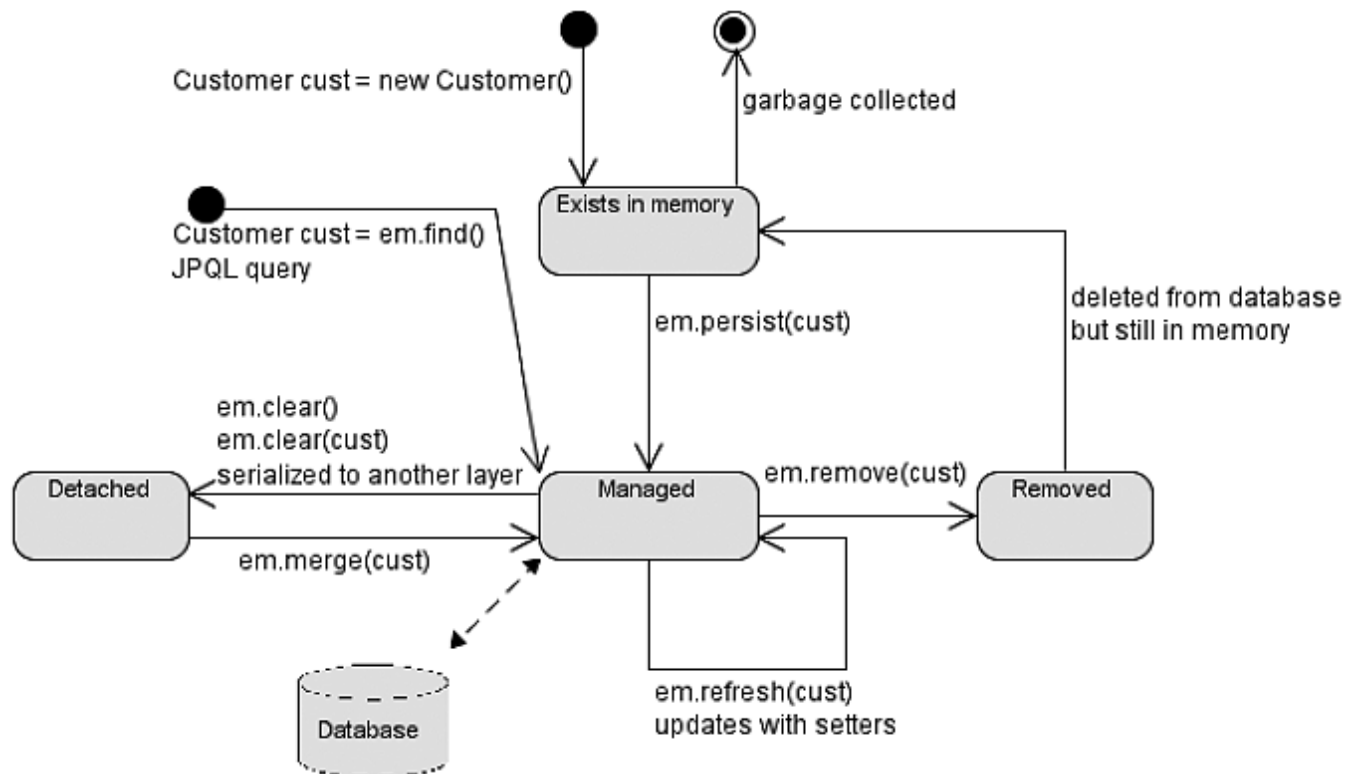 Customer cust = new Customer()
garbage collected
Exists in memory
Customer cust = em.find()
JPQL query
deleted from database
but still in memory
em.persist(cust)
em.clear()
em.clear(cust)
serialized to another layer
Detached
Managed
em.remove(cust)
Removed
em.merge(cust)
em.refresh(cust)
updates with setters
Database